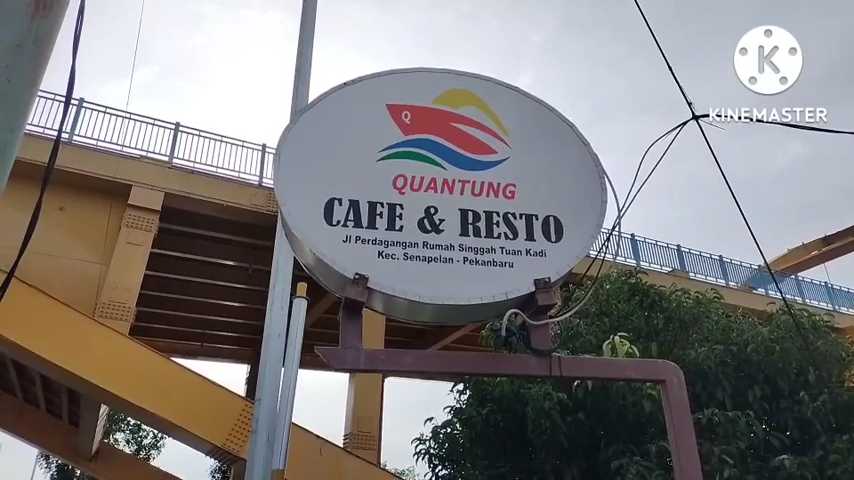 KINEMASTER
Q
QUANTUNG
CAFE & RESTO
Jl Perdagangan Rumah Singgah Tuan Kadi
Kec. Senapelan - Pekanbaru